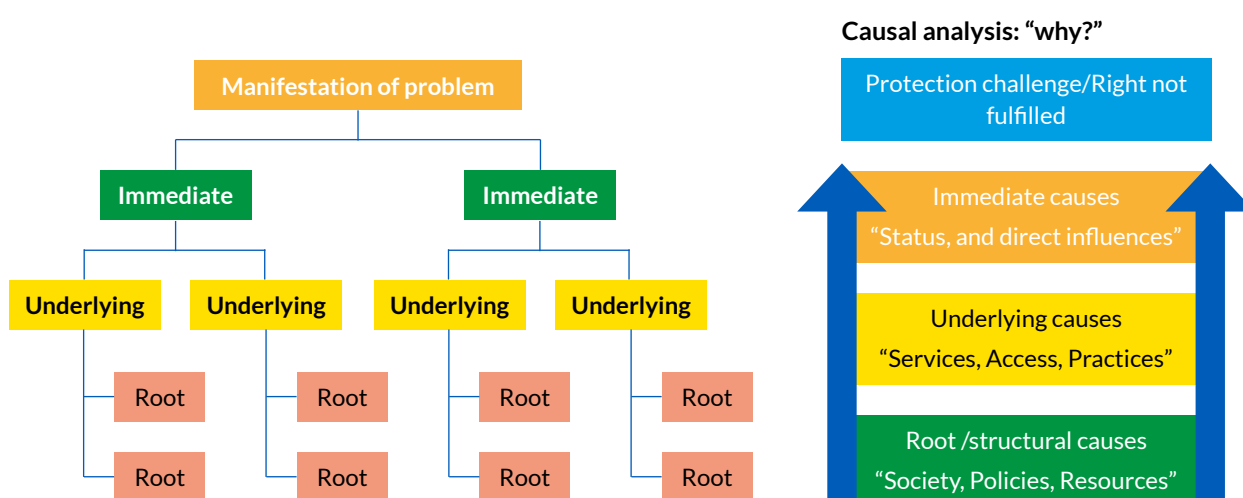 Manifestation of problem
Immediate
Immediate
Underlying
Underlying
Underlying
Underlying
Root
Root
Root
Root
Root
Root
Root
Root
Causal analysis: “why?”
Protection challenge/Right not
fulfilled
Immediate causes
“Status, and direct influences”
Underlying causes
“Services, Access, Practices”
Root /structural causes
“Society, Policies, Resources”